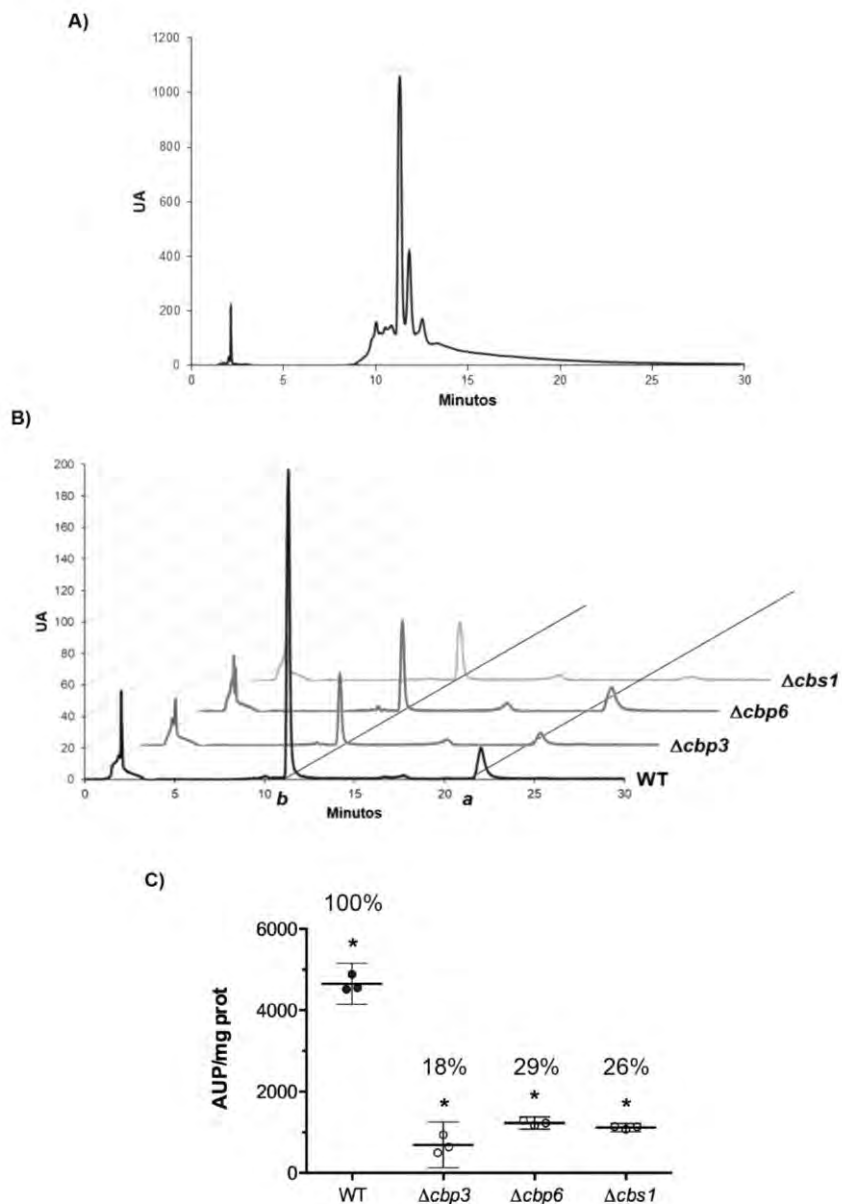 A)
1200
1000
800
600
400
200
0
UA
0 5 10 15 20 25 30
Minutos
B)
200
180
160
140
120
100
80
60
40
20
0
UA
Δcbs1
Δcbp6
Δcbp3
WT
0 5 10 15 20 25 30
b a
Minutos
C)
100%
6000
*
4000
18% 29% 26%
2000
* * *
0
AUP/mg prot
WT Δcbp3 Δcbp6 Δcbs1